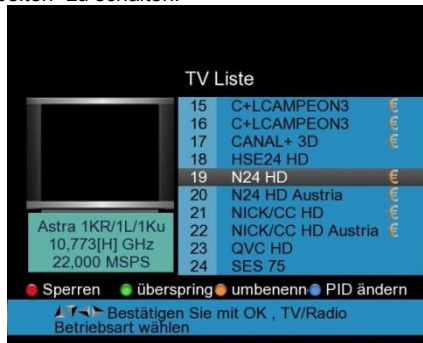 seiten" zu schalten.
TV Liste
15 C+LCAMPEON3 €
16 C+LCAMPEON3 €
17 CANAL+ 3D €
18 HSE24 HD
19 N24 HD €
20 N24 HD Austria €
21 NICK/CC HD €
22 NICK/CC HD Austria €
23 QVC HD
24 SES 75
Astra 1KR/1L/1Ku
10,773[H] GHz
22,000 MSPS
Sperren überspring umbenenn PID ändern
Bestätigen Sie mit OK , TV/Radio
Betriebsart wählen